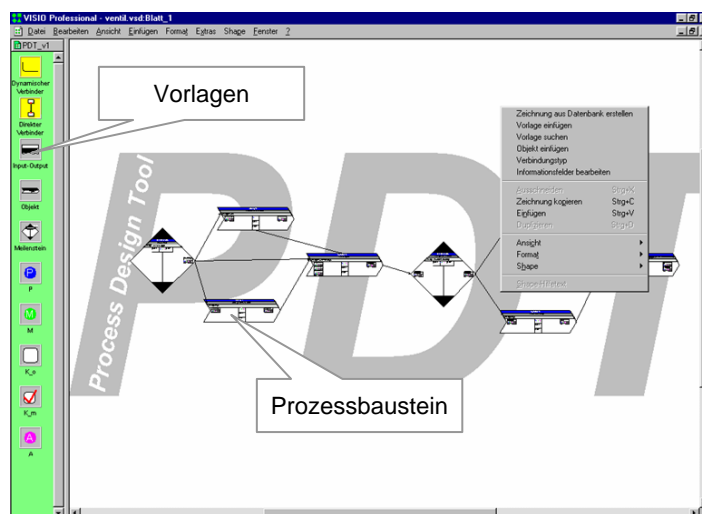 VISIO Professional - ventil.vsd:Blatt_1
Datei Bearbeiten Ansicht Einfügen Format Extras Shape Fenster ?
PDT_v1
Dynamischer
Verbinder
Direkter
Verbinder
Input-Output
Objekt
Meilenstein
P
P
M
M
K_s
K_m
A
A
Vorlagen
Process Design Tool
PDT
Prozessbaustein
Zeichnung aus Datenbank erstellen
Vorlage einfügen
Vorlage suchen
Objekt einfügen
Verbindungstyp
Informationsfelder bearbeiten
Ausschneiden Strg+X
Zeichnung kopieren Strg+C
Einfügen Strg+V
Duplizieren Strg+D
Ansicht
Format
Shape
Shape-Hilfetext